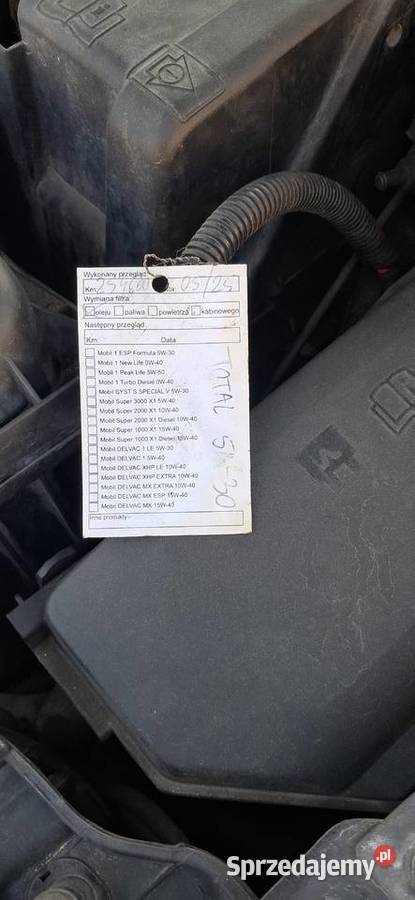 Wykonany przegląd:
Km. 05/25
Wymiana filtra:
oleju paliwa powietrza kabinowego
Następny przegląd:
Km. Data
Mobil 1 ESP Formula 5W-30
Mobil 1 New Life 0W-40
Mobil 1 Peak Life 5W-50
Mobil 1 Turbo Diesel 0W-40
Mobil SYST S SPECIAL V 5W-30
Mobil Super 3000 X1 5W-40
Mobil Super 2000 X1 10W-40
Mobil Super 2000 X1 Diesel 10W-40
Mobil Super 1000 X1 15W-40
Mobil Super 1000 X1 Diesel 15W-40
Mobil DELVAC 1 LE 5W-30
Mobil DELVAC 1 5W-40
Mobil DELVAC XHP LE 10W-40
Mobil DELVAC XHP EXTRA 10W-40
Mobil DELVAC MX EXTRA 10W-40
Mobil DELVAC MX ESP 15W-40
Mobil DELVAC MX 15W-40
Inne produkty:
TOTAL 5W-30
Sprzedajemy.pl